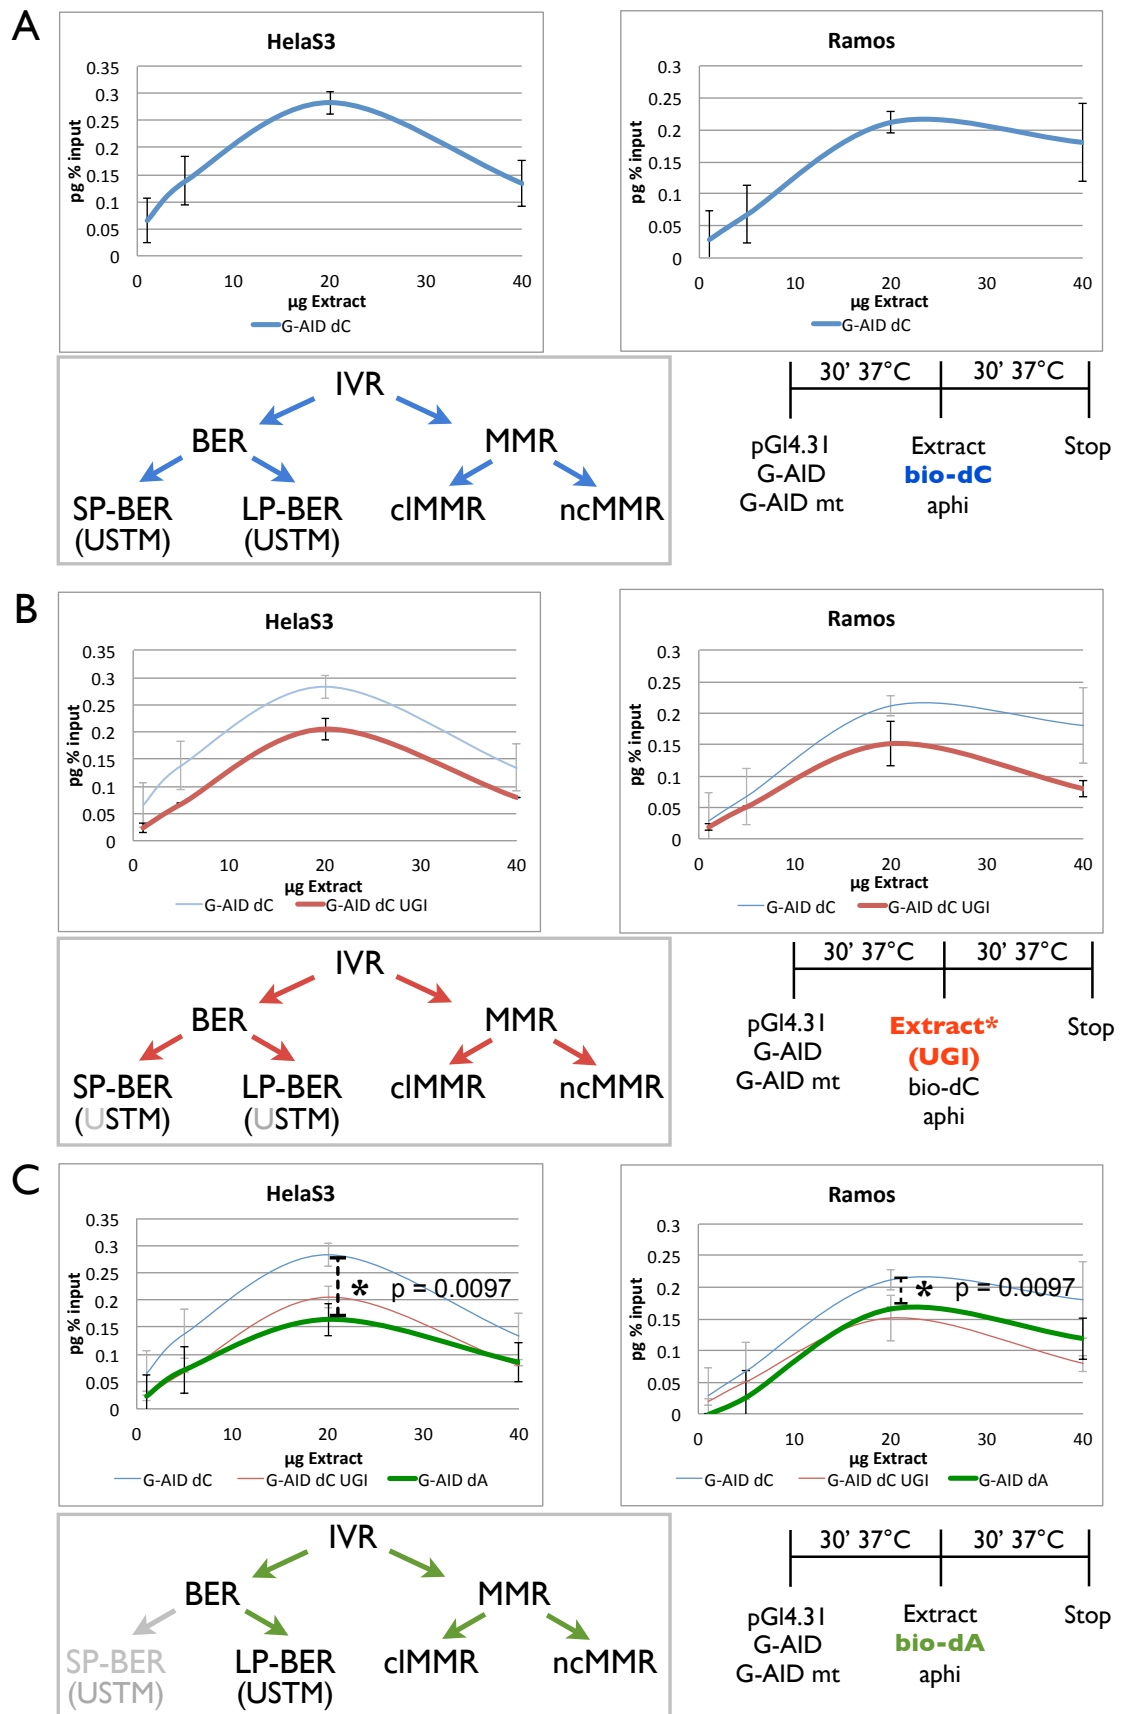 A
HelaS3
0.35
0.3
0.25
0.2
0.15
0.1
0.05
0
pg % input
0 10 20 30 40
µg Extract
G-AID dC
Ramos
0.3
0.25
0.2
0.15
0.1
0.05
0
pg % input
0 10 20 30 40
µg Extract
G-AID dC
IVR
BER MMR
SP-BER LP-BER clMMR ncMMR
(USTM) (USTM)
30' 37°C 30' 37°C
pGl4.31 Extract Stop
G-AID bio-dC
G-AID mt aphi
B
HelaS3
0.35
0.3
0.25
0.2
0.15
0.1
0.05
0
pg % input
0 10 20 30 40
µg Extract
G-AID dC G-AID dC UGI
Ramos
0.3
0.25
0.2
0.15
0.1
0.05
0
pg % input
0 10 20 30 40
µg Extract
G-AID dC G-AID dC UGI
IVR
BER MMR
SP-BER LP-BER clMMR ncMMR
(USTM) (USTM)
30' 37°C 30' 37°C
pGl4.31 Extract* Stop
G-AID (UGI)
G-AID mt bio-dC
aphi
C
HelaS3
0.35
0.3
0.25
0.2
0.15
0.1
0.05
0
pg % input
* p = 0.0097
0 10 20 30 40
µg Extract
G-AID dC G-AID dC UGI G-AID dA
Ramos
0.3
0.25
0.2
0.15
0.1
0.05
0
pg % input
* p = 0.0097
0 10 20 30 40
µg Extract
G-AID dC G-AID dC UGI G-AID dA
IVR
BER MMR
SP-BER LP-BER clMMR ncMMR
(USTM) (USTM)
30' 37°C 30' 37°C
pGl4.31 Extract Stop
G-AID bio-dA
G-AID mt aphi